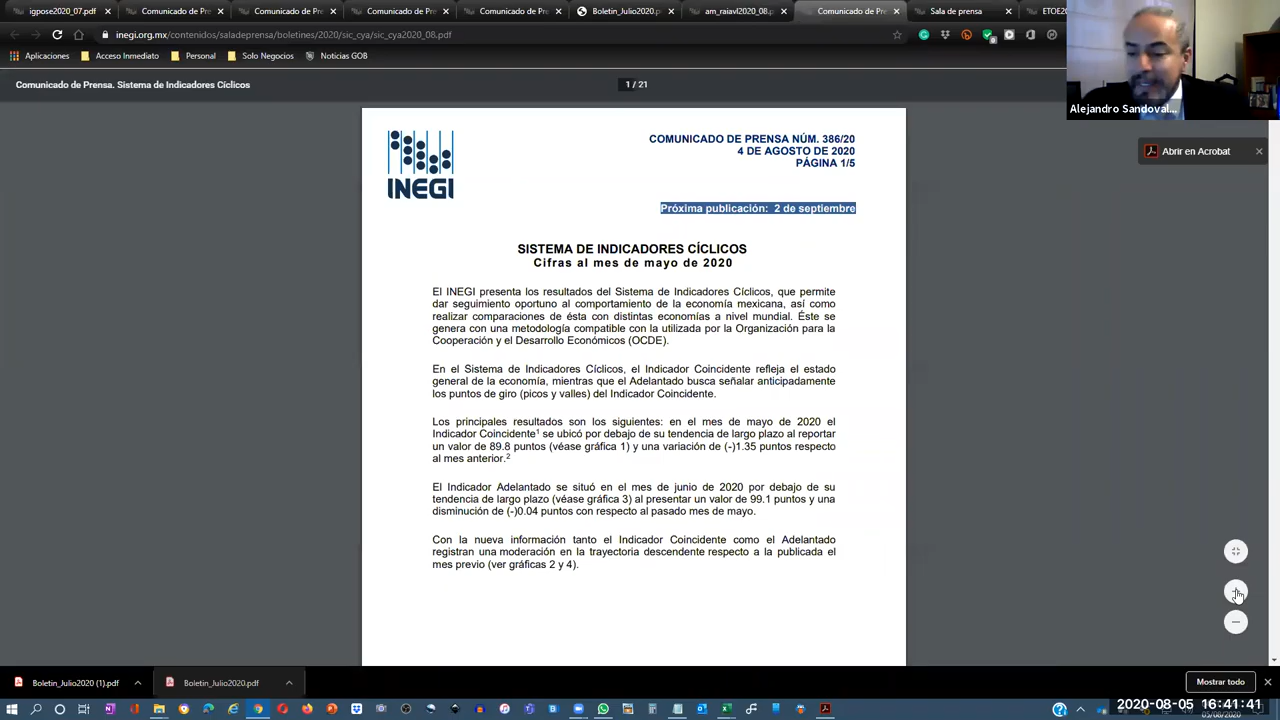 igpose2020_07.pdf
Comunicado de Pren
Comunicado de Pren
Comunicado de Pren
Comunicado de Pren
Boletin_Julio2020.p
am_raiavl2020_08.p
Comunicado de Pren
Sala de prensa
ETOE20
inegi.org.mx/contenidos/saladeprensa/boletines/2020/sic_cya/sic_cya2020_08.pdf
Aplicaciones
Acceso Inmediato
Personal
Solo Negocios
Noticias GOB
Comunicado de Prensa. Sistema de Indicadores Cíclicos
1 / 21
Alejandro Sandoval...
Abrir en Acrobat
INEGI
COMUNICADO DE PRENSA NÚM. 386/20
4 DE AGOSTO DE 2020
PÁGINA 1/5
Próxima publicación: 2 de septiembre
SISTEMA DE INDICADORES CÍCLICOS
Cifras al mes de mayo de 2020
El INEGI presenta los resultados del Sistema de Indicadores Cíclicos, que permite
dar seguimiento oportuno al comportamiento de la economía mexicana, así como
realizar comparaciones de ésta con distintas economías a nivel mundial. Éste se
genera con una metodología compatible con la utilizada por la Organización para la
Cooperación y el Desarrollo Económicos (OCDE).
En el Sistema de Indicadores Cíclicos, el Indicador Coincidente refleja el estado
general de la economía, mientras que el Adelantado busca señalar anticipadamente
los puntos de giro (picos y valles) del Indicador Coincidente.
Los principales resultados son los siguientes: en el mes de mayo de 2020 el
Indicador Coincidente¹ se ubicó por debajo de su tendencia de largo plazo al reportar
un valor de 89.8 puntos (véase gráfica 1) y una variación de (-)1.35 puntos respecto
al mes anterior.²
El Indicador Adelantado se situó en el mes de junio de 2020 por debajo de su
tendencia de largo plazo (véase gráfica 3) al presentar un valor de 99.1 puntos y una
disminución de (-)0.04 puntos con respecto al pasado mes de mayo.
Con la nueva información tanto el Indicador Coincidente como el Adelantado
registran una moderación en la trayectoria descendente respecto a la publicada el
mes previo (ver gráficas 2 y 4).
Boletin_Julio2020 (1).pdf
Boletin_Julio2020.pdf
Mostrar todo
2020-08-05 16:41:41
05/08/2020